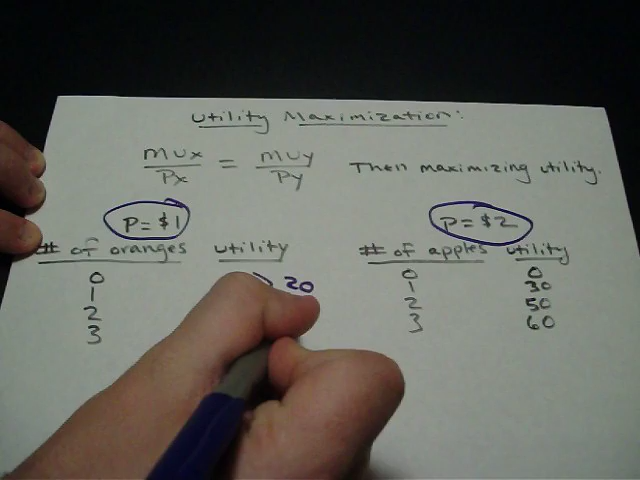 Utility Maximization:
MUx / Px = MUy / Py Then maximizing utility.
P=$1 P=$2
# of oranges utility # of apples utility
0 0 0
1 20 1 30
2 2 50
3 3 60